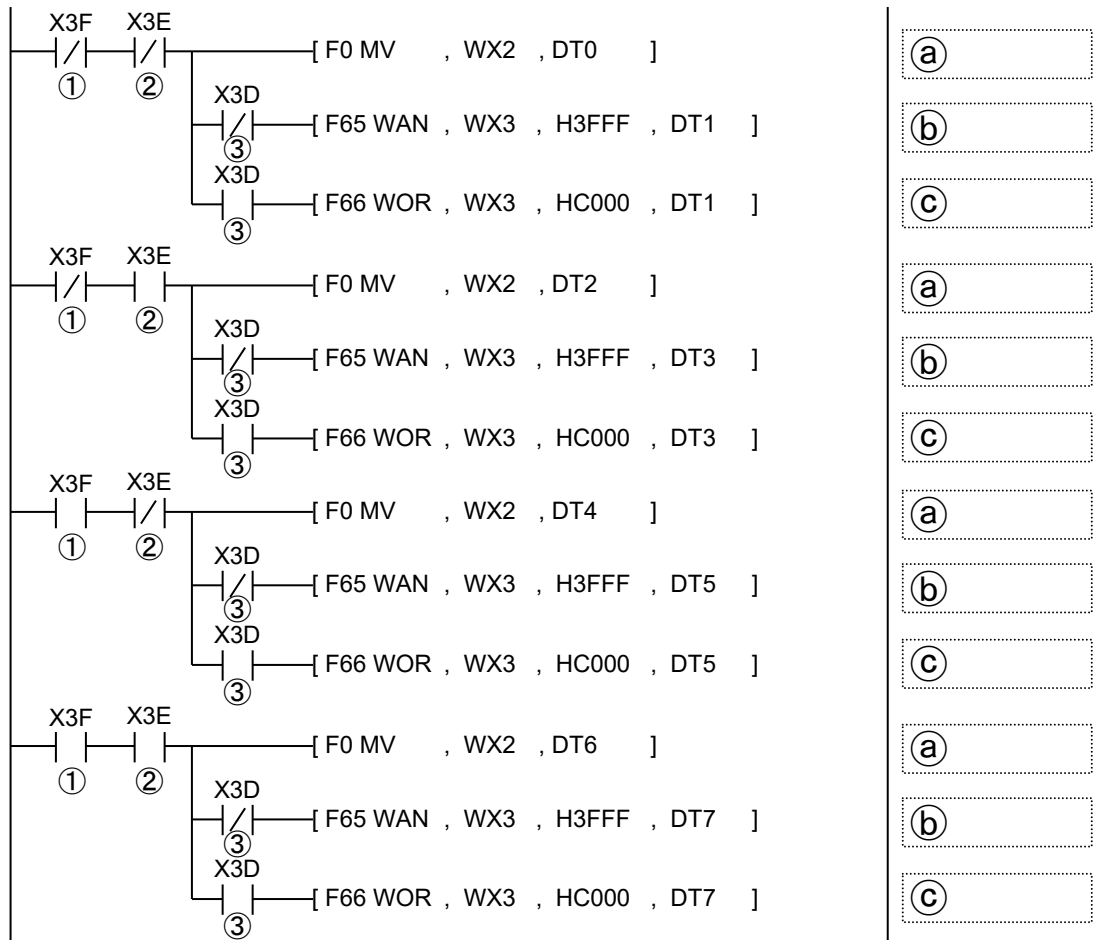 X3F X3E
[ F0 MV , WX2 , DT0 ] ⓐ
① ②
X3D
[ F65 WAN , WX3 , H3FFF , DT1 ] ⓑ
③
X3D
[ F66 WOR , WX3 , HC000 , DT1 ] ⓒ
③
X3F X3E
[ F0 MV , WX2 , DT2 ] ⓐ
① ②
X3D
[ F65 WAN , WX3 , H3FFF , DT3 ] ⓑ
③
X3D
[ F66 WOR , WX3 , HC000 , DT3 ] ⓒ
③
X3F X3E
[ F0 MV , WX2 , DT4 ] ⓐ
① ②
X3D
[ F65 WAN , WX3 , H3FFF , DT5 ] ⓑ
③
X3D
[ F66 WOR , WX3 , HC000 , DT5 ] ⓒ
③
X3F X3E
[ F0 MV , WX2 , DT6 ] ⓐ
① ②
X3D
[ F65 WAN , WX3 , H3FFF , DT7 ] ⓑ
③
X3D
[ F66 WOR , WX3 , HC000 , DT7 ] ⓒ
③